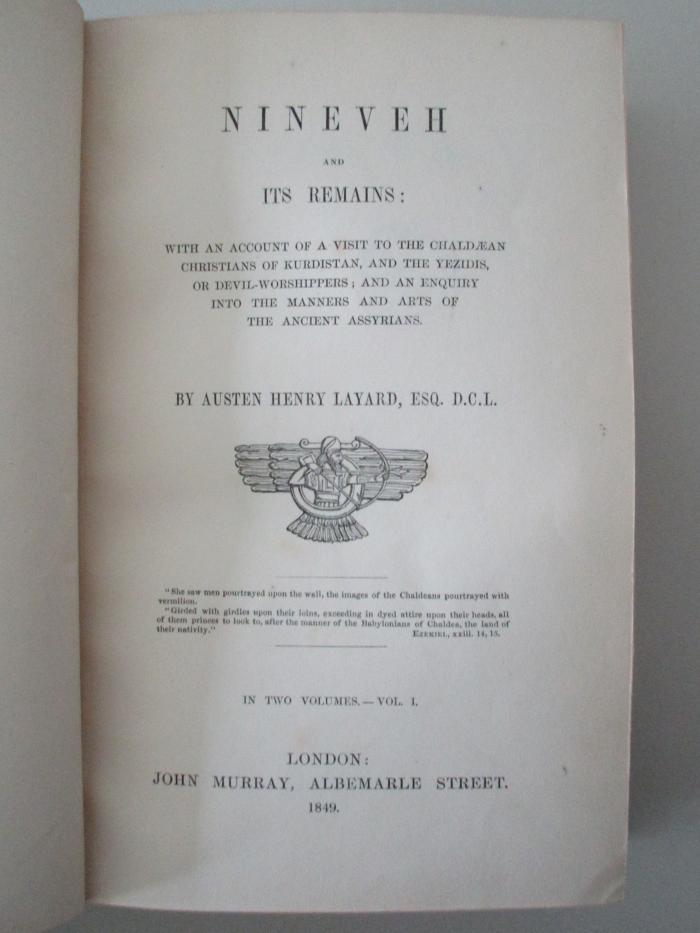 NINEVEH
AND
ITS REMAINS:
WITH AN ACCOUNT OF A VISIT TO THE CHALDÆAN
CHRISTIANS OF KURDISTAN, AND THE YEZIDIS,
OR DEVIL-WORSHIPPERS; AND AN ENQUIRY
INTO THE MANNERS AND ARTS OF
THE ANCIENT ASSYRIANS.
BY AUSTEN HENRY LAYARD, ESQ. D.C.L.
"She saw men pourtrayed upon the wall, the images of the Chaldeans pourtrayed with
vermilion.
"Girded with girdles upon their loins, exceeding in dyed attire upon their heads, all
of them princes to look to, after the manner of the Babylonians of Chaldea, the land of
their nativity." EZEKIEL, xxiii. 14, 15.
IN TWO VOLUMES.—VOL. I.
LONDON:
JOHN MURRAY, ALBEMARLE STREET.
1849.